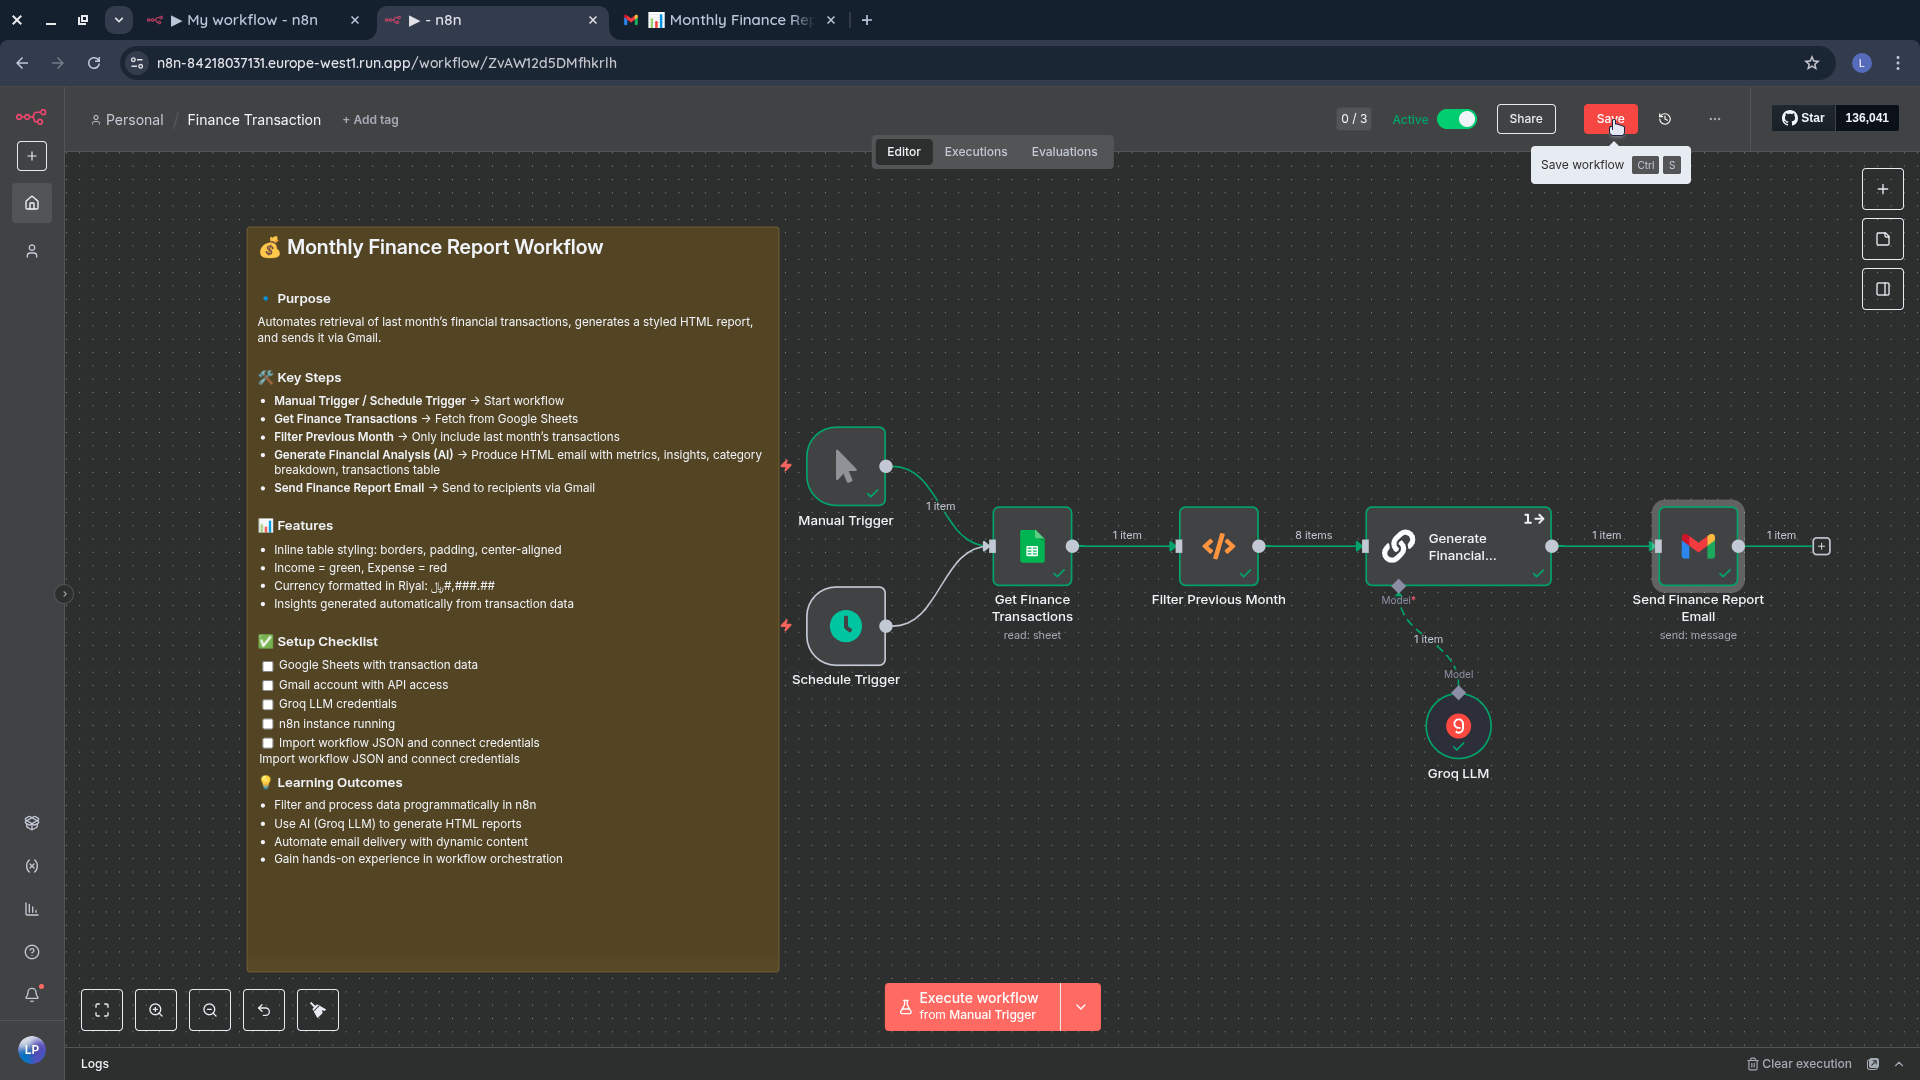 ▶ My workflow - n8n
▶ - n8n
📊 Monthly Finance Rep
n8n-84218037131.europe-west1.run.app/workflow/ZvAW12d5DMfhkrlh
L
Personal / Finance Transaction + Add tag
0 / 3
Active
Share
Save
Star
136,041
Editor
Executions
Evaluations
Save workflow Ctrl S
💰 Monthly Finance Report Workflow
🔹 Purpose
Automates retrieval of last month's financial transactions, generates a styled HTML report,
and sends it via Gmail.
🛠️ Key Steps
• Manual Trigger / Schedule Trigger → Start workflow
• Get Finance Transactions → Fetch from Google Sheets
• Filter Previous Month → Only include last month's transactions
• Generate Financial Analysis (AI) → Produce HTML email with metrics, insights, category
breakdown, transactions table
• Send Finance Report Email → Send to recipients via Gmail
📊 Features
• Inline table styling: borders, padding, center-aligned
• Income = green, Expense = red
• Currency formatted in Riyal: ﷼#,###.##
• Insights generated automatically from transaction data
✅ Setup Checklist
Google Sheets with transaction data
Gmail account with API access
Groq LLM credentials
n8n instance running
Import workflow JSON and connect credentials
Import workflow JSON and connect credentials
💡 Learning Outcomes
• Filter and process data programmatically in n8n
• Use AI (Groq LLM) to generate HTML reports
• Automate email delivery with dynamic content
• Gain hands-on experience in workflow orchestration
Manual Trigger
1 item
Schedule Trigger
Get Finance
Transactions
read: sheet
1 item
Filter Previous Month
8 items
1→
Generate
Financial...
Model*
1 item
Model
Groq LLM
1 item
Send Finance Report
Email
send: message
1 item
Execute workflow
from Manual Trigger
LP
Logs
Clear execution